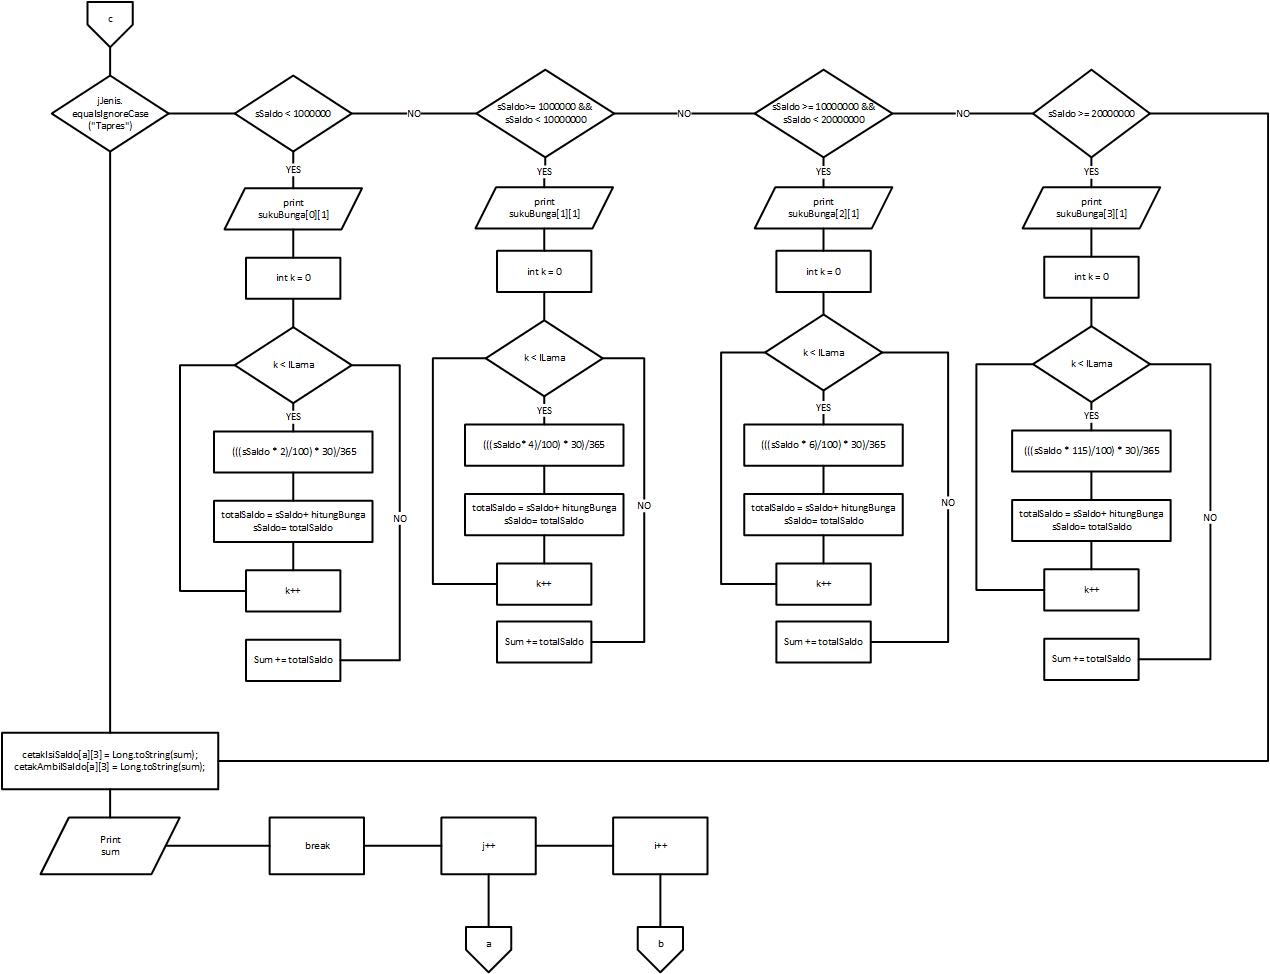 c
jJenis.
equalsIgnoreCase
("Tapres")
sSaldo < 1000000
NO
sSaldo>= 1000000 &&
sSaldo < 10000000
NO
sSaldo >= 10000000 &&
sSaldo < 20000000
NO
sSaldo >= 20000000
YES
YES
YES
YES
print
sukuBunga[0][1]
print
sukuBunga[1][1]
print
sukuBunga[2][1]
print
sukuBunga[3][1]
int k = 0
int k = 0
int k = 0
int k = 0
k < lLama
k < lLama
k < lLama
k < lLama
YES
YES
YES
YES
(((sSaldo * 2)/100) * 30)/365
(((sSaldo* 4)/100) * 30)/365
(((sSaldo * 6)/100) * 30)/365
(((sSaldo * 115)/100) * 30)/365
totalSaldo = sSaldo+ hitungBunga
sSaldo= totalSaldo
NO
totalSaldo = sSaldo+ hitungBunga
sSaldo= totalSaldo
NO
totalSaldo = sSaldo+ hitungBunga
sSaldo= totalSaldo
NO
totalSaldo = sSaldo+ hitungBunga
sSaldo= totalSaldo
NO
k++
k++
k++
k++
Sum += totalSaldo
Sum += totalSaldo
Sum += totalSaldo
Sum += totalSaldo
cetakIsiSaldo[a][3] = Long.toString(sum);
cetakAmbilSaldo[a][3] = Long.toString(sum);
Print
sum
break
j++
i++
a
b